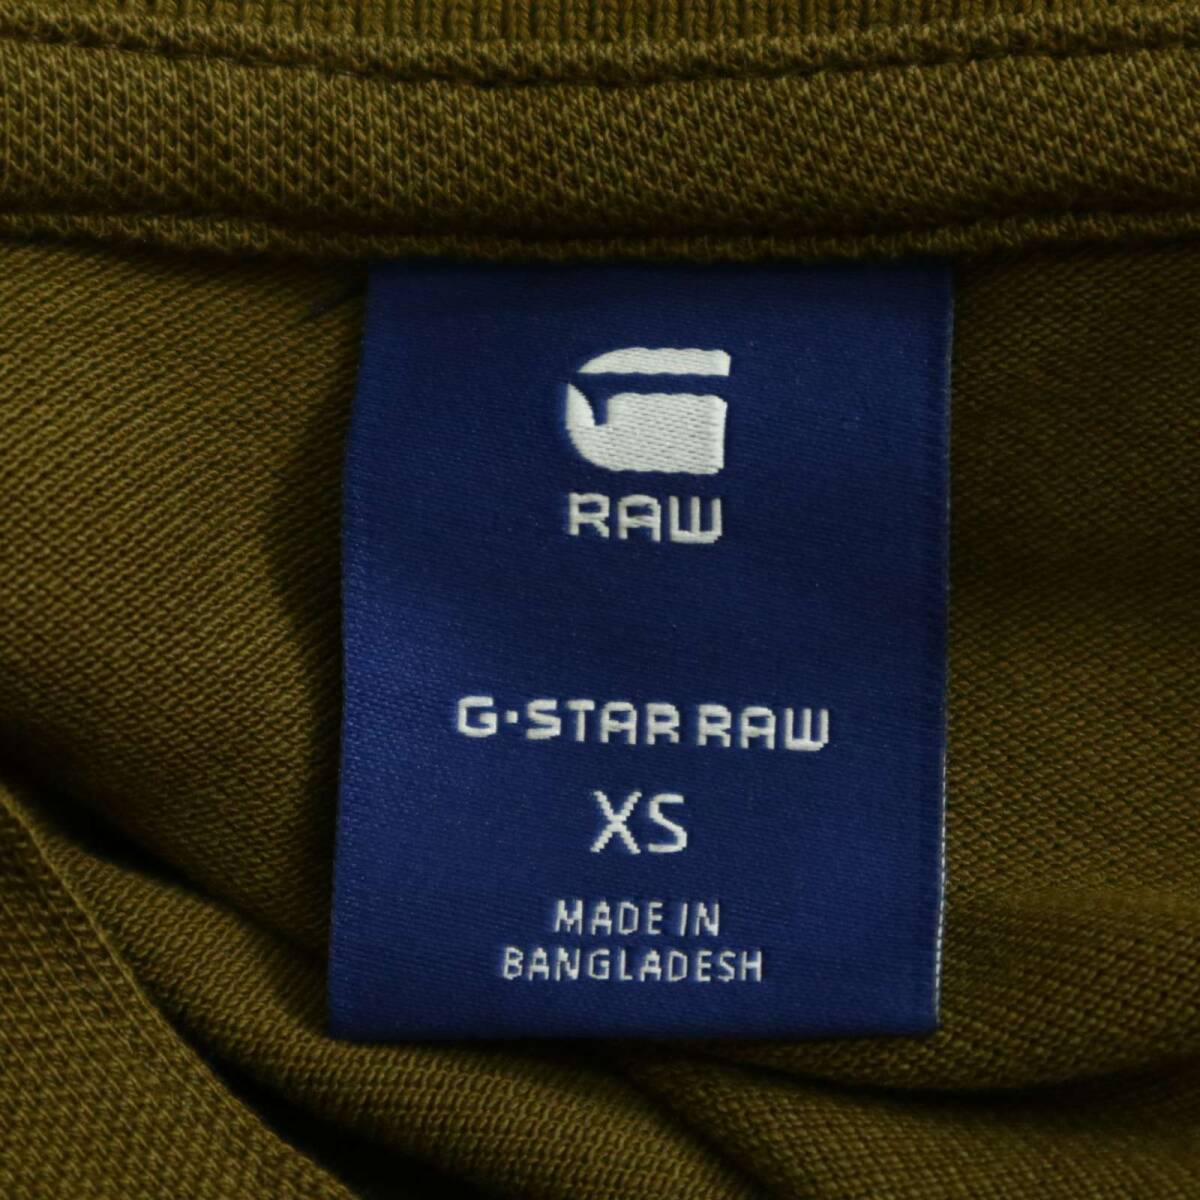 RAW
G·STAR RAW
XS
MADE IN
BANGLADESH